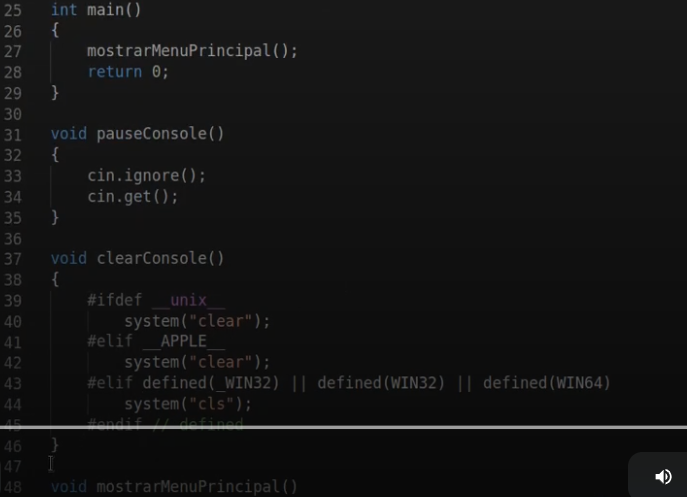 25 int main()
26 {
27 mostrarMenuPrincipal();
28 return 0;
29 }
30
31 void pauseConsole()
32 {
33 cin.ignore();
34 cin.get();
35 }
36
37 void clearConsole()
38 {
39 #ifdef __unix__
40 system("clear");
41 #elif __APPLE__
42 system("clear");
43 #elif defined(_WIN32) || defined(WIN32) || defined(WIN64)
44 system("cls");
45 #endif // defined
46 }
47
48 void mostrarMenuPrincipal()